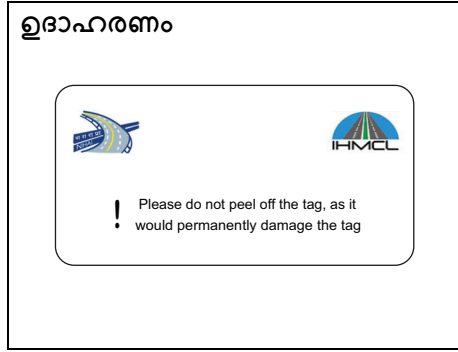 ഉദാഹരണം
IHMCL
! Please do not peel off the tag, as it
would permanently damage the tag